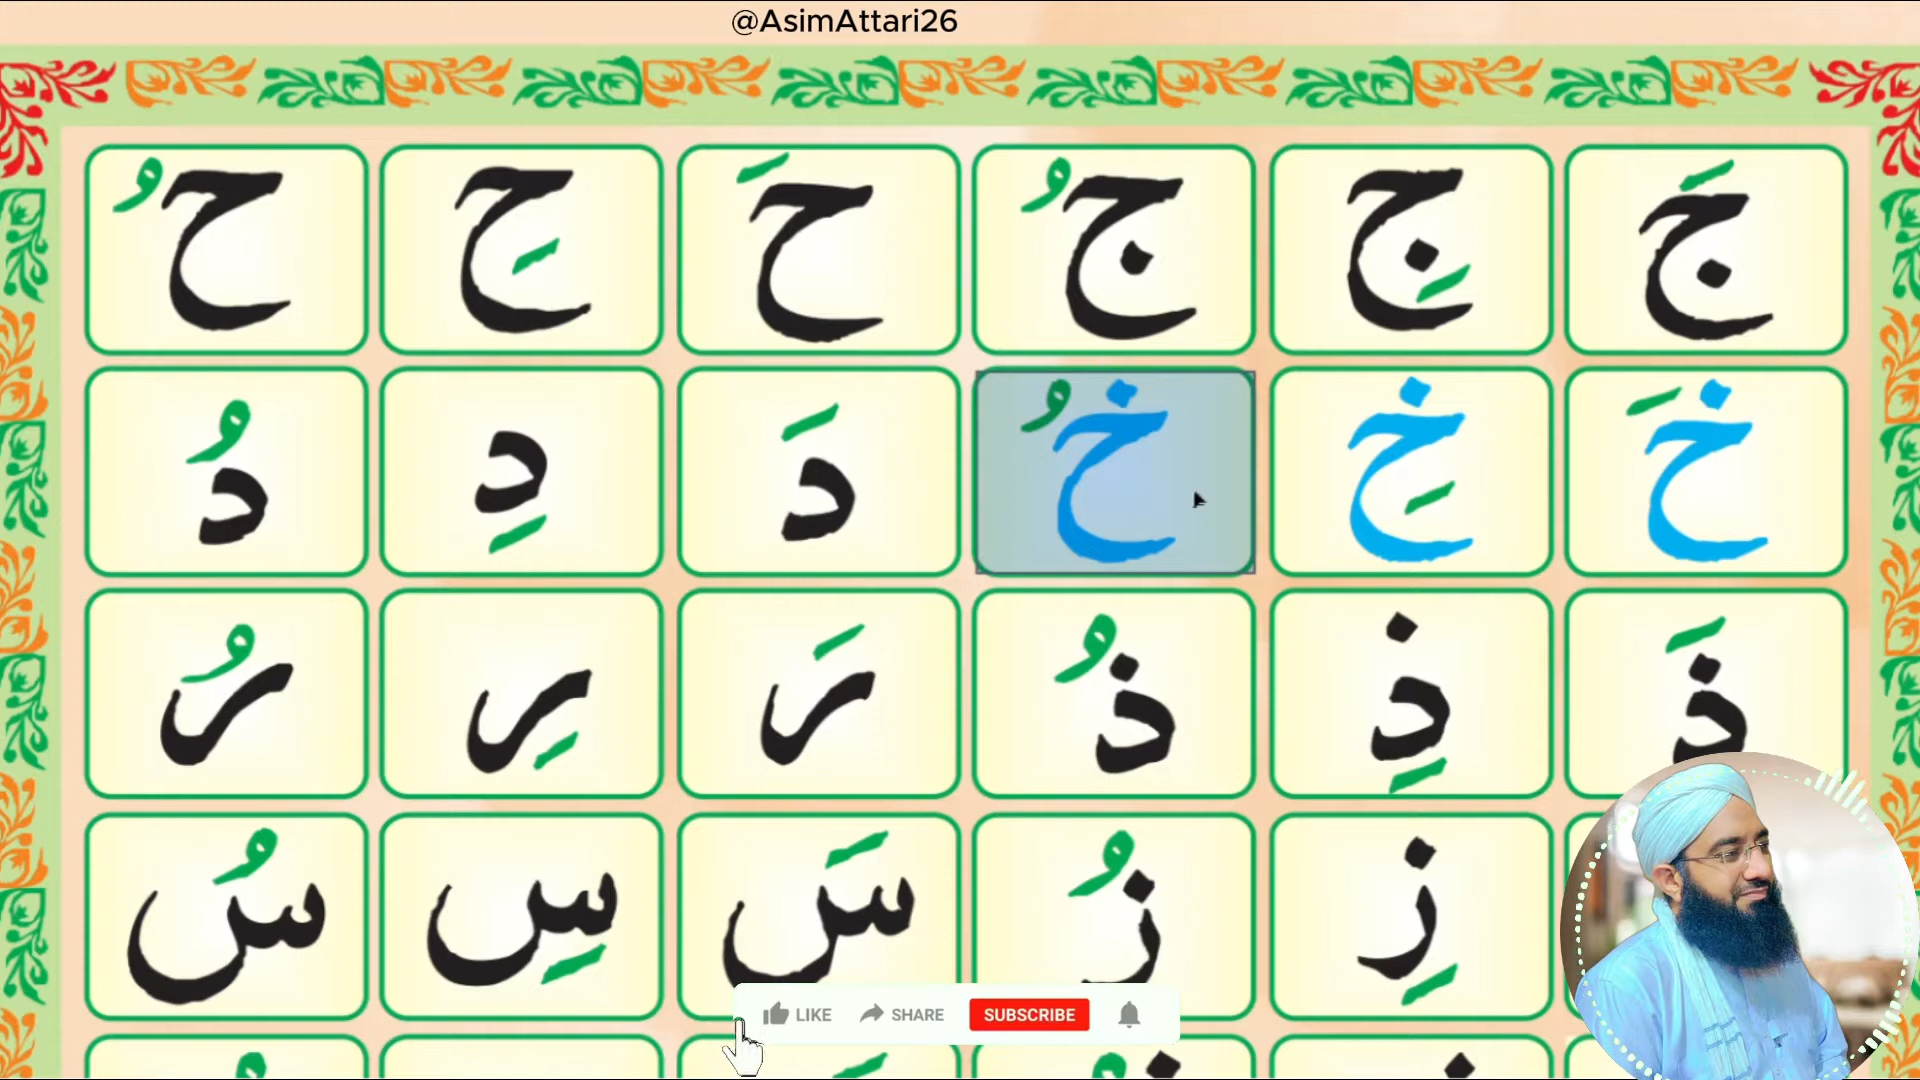 @AsimAttari26
جَ جِ جُ حَ حِ حُ
خَ خِ خُ دَ دِ دُ
ذَ ذِ ذُ رَ رِ رُ
زِ زُ سَ سِ سُ
LIKE SHARE SUBSCRIBE